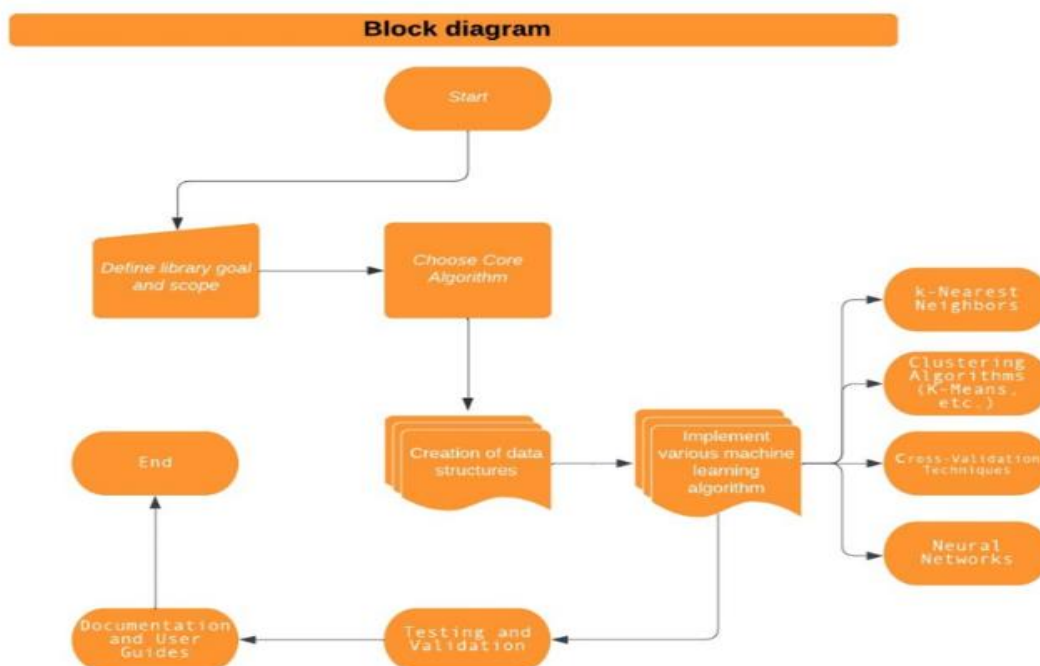 Block diagram
Start
Define library goal
and scope
Choose Core
Algorithm
Creation of data
structures
Implement
various machine
learning
algorithm
k-Nearest
Neighbors
Clustering
Algorithms
(K-Means,
etc.)
Cross-Validation
Techniques
Neural
Networks
Testing and
Validation
Documentation
and User
Guides
End